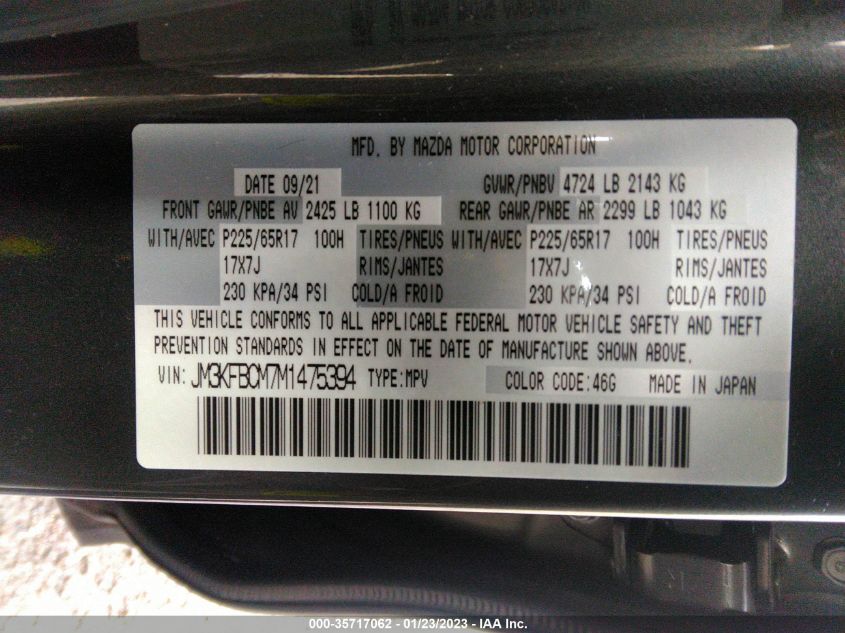 MFD. BY MAZDA MOTOR CORPORATION
DATE 09/21 GVWR/PNBV 4724 LB 2143 KG
FRONT GAWR/PNBE AV 2425 LB 1100 KG REAR GAWR/PNBE AR 2299 LB 1043 KG
WITH/AVEC P225/65R17 100H TIRES/PNEUS WITH/AVEC P225/65R17 100H TIRES/PNEUS
17X7J RIMS/JANTES 17X7J RIMS/JANTES
230 KPA/34 PSI COLD/A FROID 230 KPA/34 PSI COLD/A FROID
THIS VEHICLE CONFORMS TO ALL APPLICABLE FEDERAL MOTOR VEHICLE SAFETY AND THEFT
PREVENTION STANDARDS IN EFFECT ON THE DATE OF MANUFACTURE SHOWN ABOVE.
VIN: JM3KFBCM7M1475394 TYPE:MPV COLOR CODE:46G MADE IN JAPAN
000-35717062 - 01/23/2023 - IAA Inc.